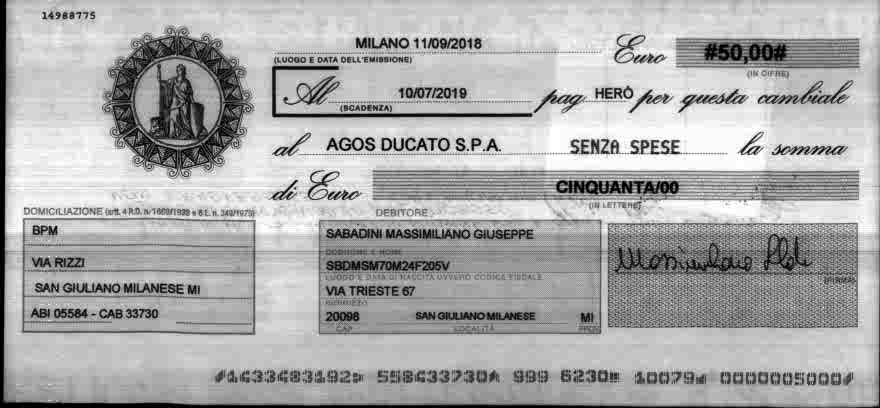 14988775
MILANO 11/09/2018 Euro #50,00#
(LUOGO E DATA DELL'EMISSIONE) (IN CIFRE)
Al 10/07/2019 pag HERÒ per questa cambiale
(SCADENZA)
al AGOS DUCATO S.P.A. SENZA SPESE la somma
di Euro CINQUANTA/00
(IN LETTERE)
DOMICILIAZIONE (artt. 4 R.D. n. 1669/1933 e 8 L. n. 349/1973) DEBITORE
BPM
VIA RIZZI
SAN GIULIANO MILANESE MI
ABI 05584 - CAB 33730
SABADINI MASSIMILIANO GIUSEPPE
COGNOME E NOME
SBDMSM70M24F205V
LUOGO E DATA DI NASCITA OVVERO CODICE FISCALE
VIA TRIESTE 67
INDIRIZZO
20098 SAN GIULIANO MILANESE MI
CAP LOCALITÀ PROV.
Massimiliano
(FIRMA)
1433483192 558433730 999 6230 10079 0000005000